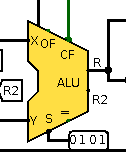 X OF
CF
ALU
R
R2
R2
Y S =
0101